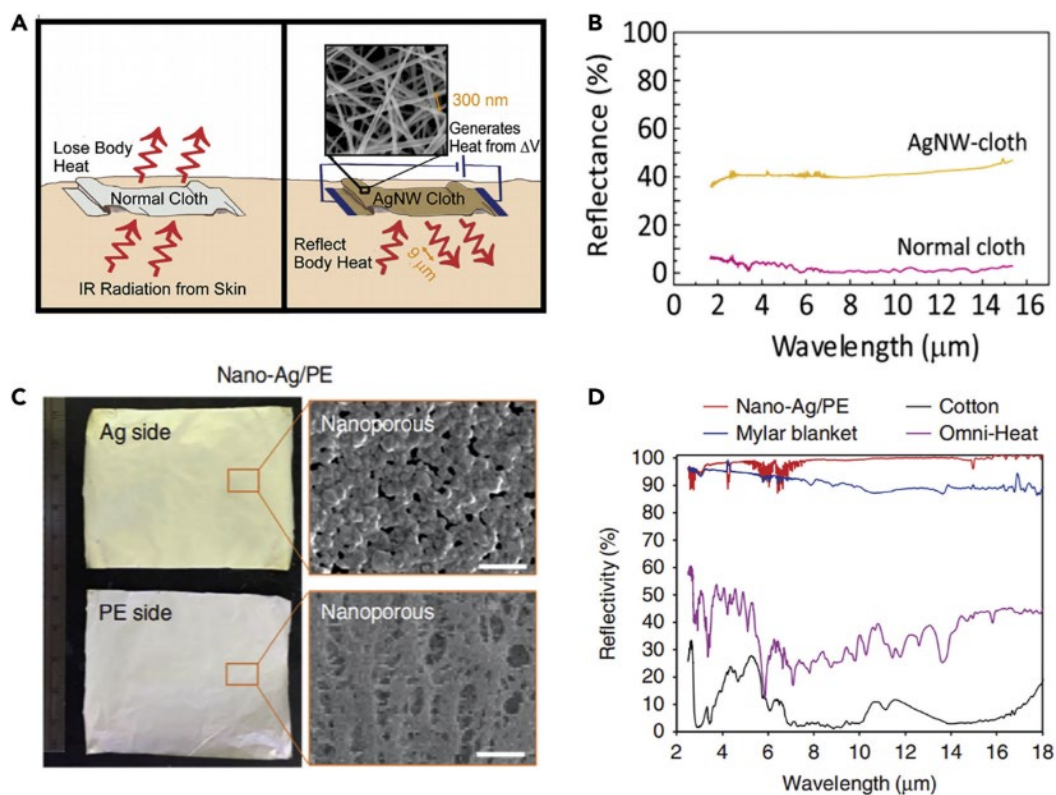 A
300 nm
Generates
Heat from ΔV
Lose Body
Heat
Normal Cloth
AgNW Cloth
Reflect
Body Heat
9 μm
IR Radiation from Skin
B
100
80
60
40
20
0
Reflectance (%)
AgNW-cloth
Normal cloth
0 2 4 6 8 10 12 14 16
Wavelength (μm)
Nano-Ag/PE
C
Ag side
Nanoporous
PE side
Nanoporous
D
Nano-Ag/PE
Cotton
Mylar blanket
Omni-Heat
100
90
80
70
60
50
40
30
20
10
0
Reflectivity (%)
2 4 6 8 10 12 14 16 18
Wavelength (μm)